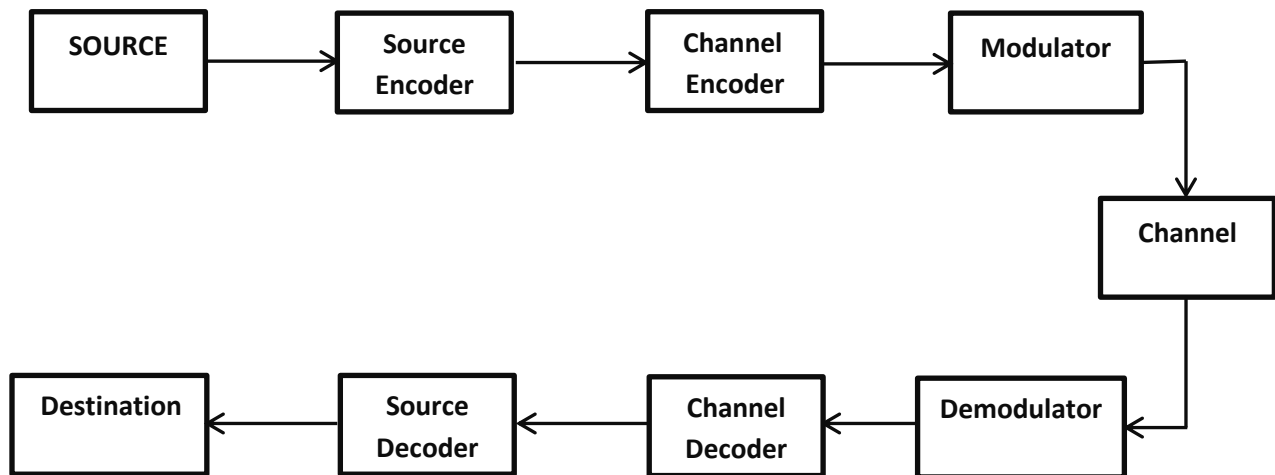 SOURCE
Source
Encoder
Channel
Encoder
Modulator
Channel
Destination
Source
Decoder
Channel
Decoder
Demodulator